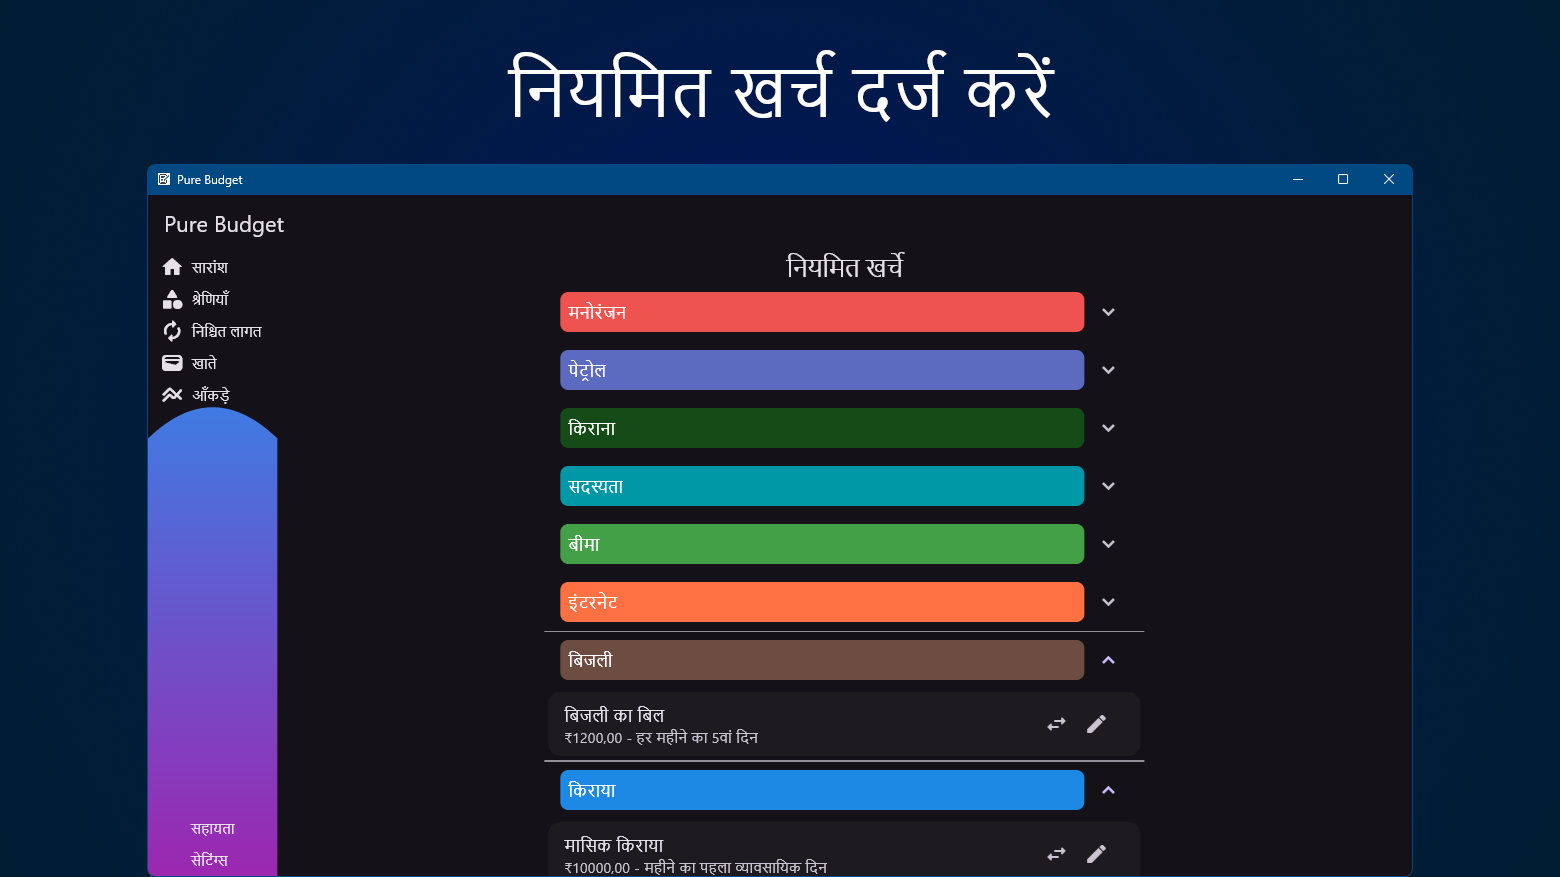 नियमित खर्च दर्ज करें
Pure Budget
Pure Budget
सारांश
श्रेणियाँ
निश्चित लागत
खाते
आँकड़े
सहायता
सेटिंग्स
नियमित खर्चे
मनोरंजन
पेट्रोल
किराना
सदस्यता
बीमा
इंटरनेट
बिजली
बिजली का बिल
₹1200,00 - हर महीने का 5वां दिन
किराया
मासिक किराया
₹10000,00 - महीने का पहला व्यावसायिक दिन